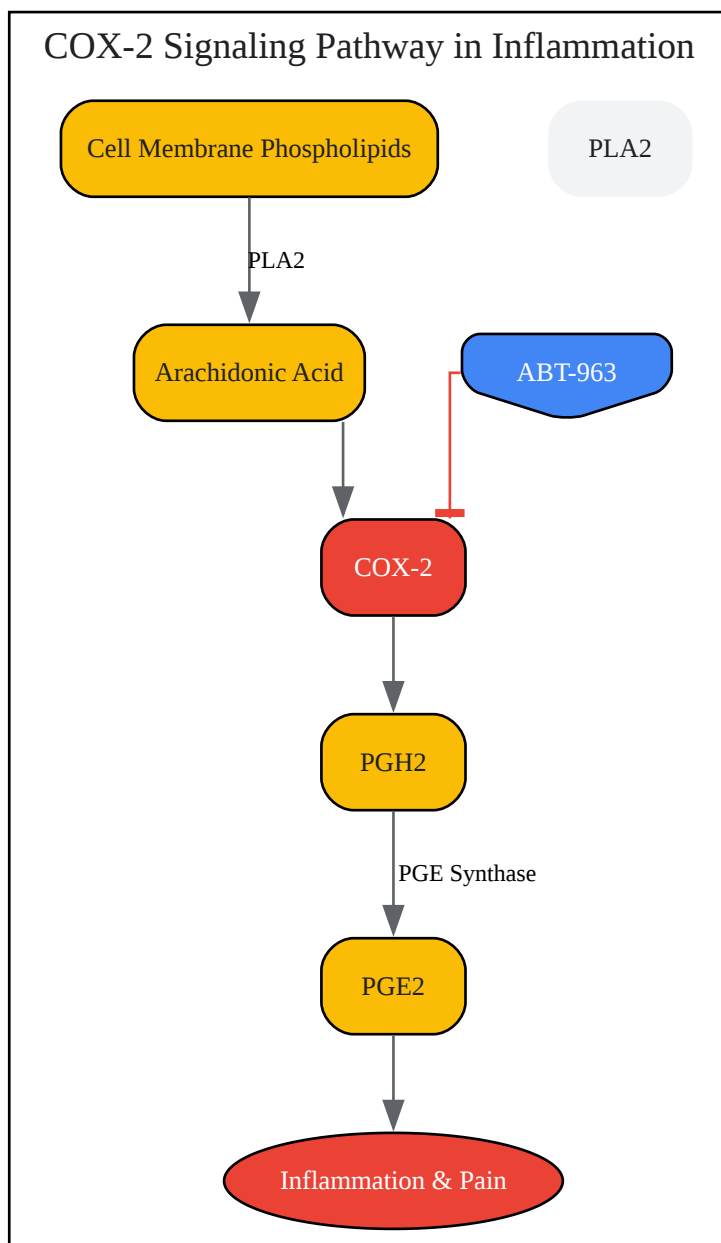 COX-2 Signaling Pathway in Inflammation
Cell Membrane Phospholipids
PLA2
PLA2
Arachidonic Acid
ABT-963
COX-2
PGH2
PGE Synthase
PGE2
Inflammation & Pain